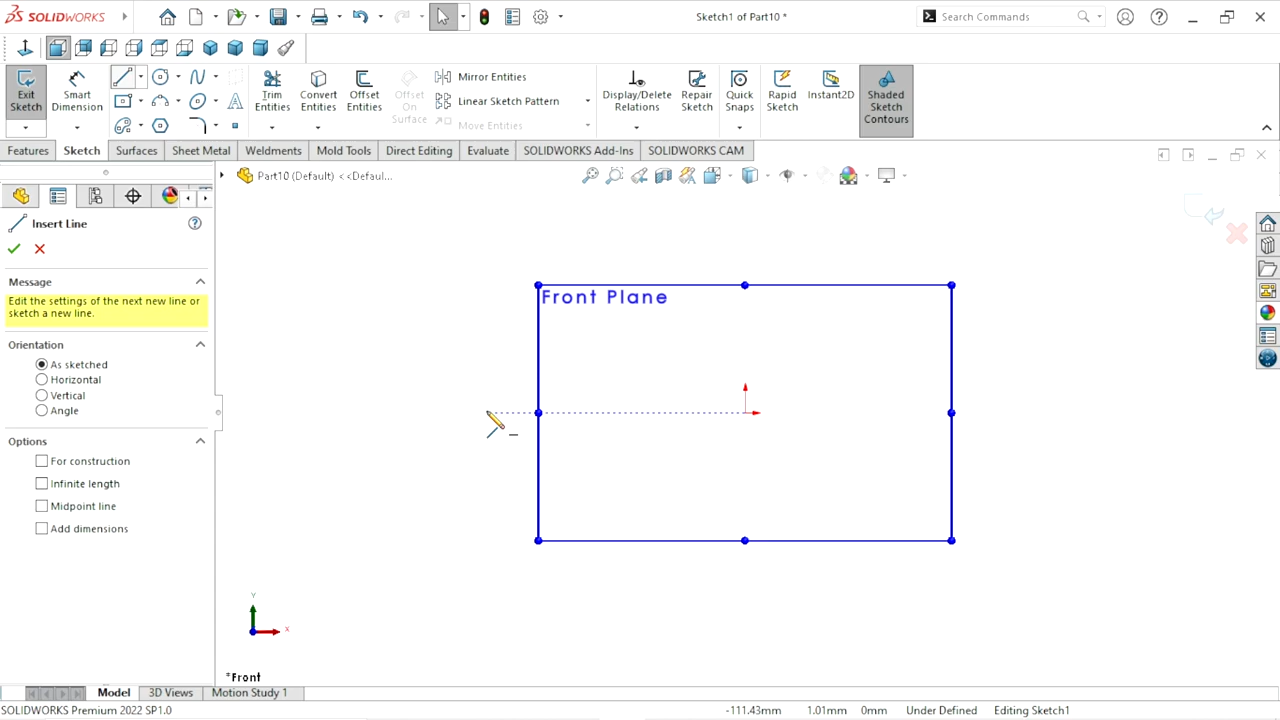 SOLIDWORKS
Sketch1 of Part10 *
Search Commands
Exit Sketch
Smart Dimension
Trim Entities
Convert Entities
Offset Entities
Offset On Surface
Mirror Entities
Linear Sketch Pattern
Move Entities
Display/Delete Relations
Repair Sketch
Quick Snaps
Rapid Sketch
Instant2D
Shaded Sketch Contours
Features
Sketch
Surfaces
Sheet Metal
Weldments
Mold Tools
Direct Editing
Evaluate
SOLIDWORKS Add-Ins
SOLIDWORKS CAM
Part10 (Default) <<Defaul...
Insert Line
Message
Edit the settings of the next new line or
sketch a new line.
Orientation
As sketched
Horizontal
Vertical
Angle
Options
For construction
Infinite length
Midpoint line
Add dimensions
Front Plane
Y
X
*Front
Model
3D Views
Motion Study 1
SOLIDWORKS Premium 2022 SP1.0
-111.43mm
1.01mm
0mm
Under Defined
Editing Sketch1